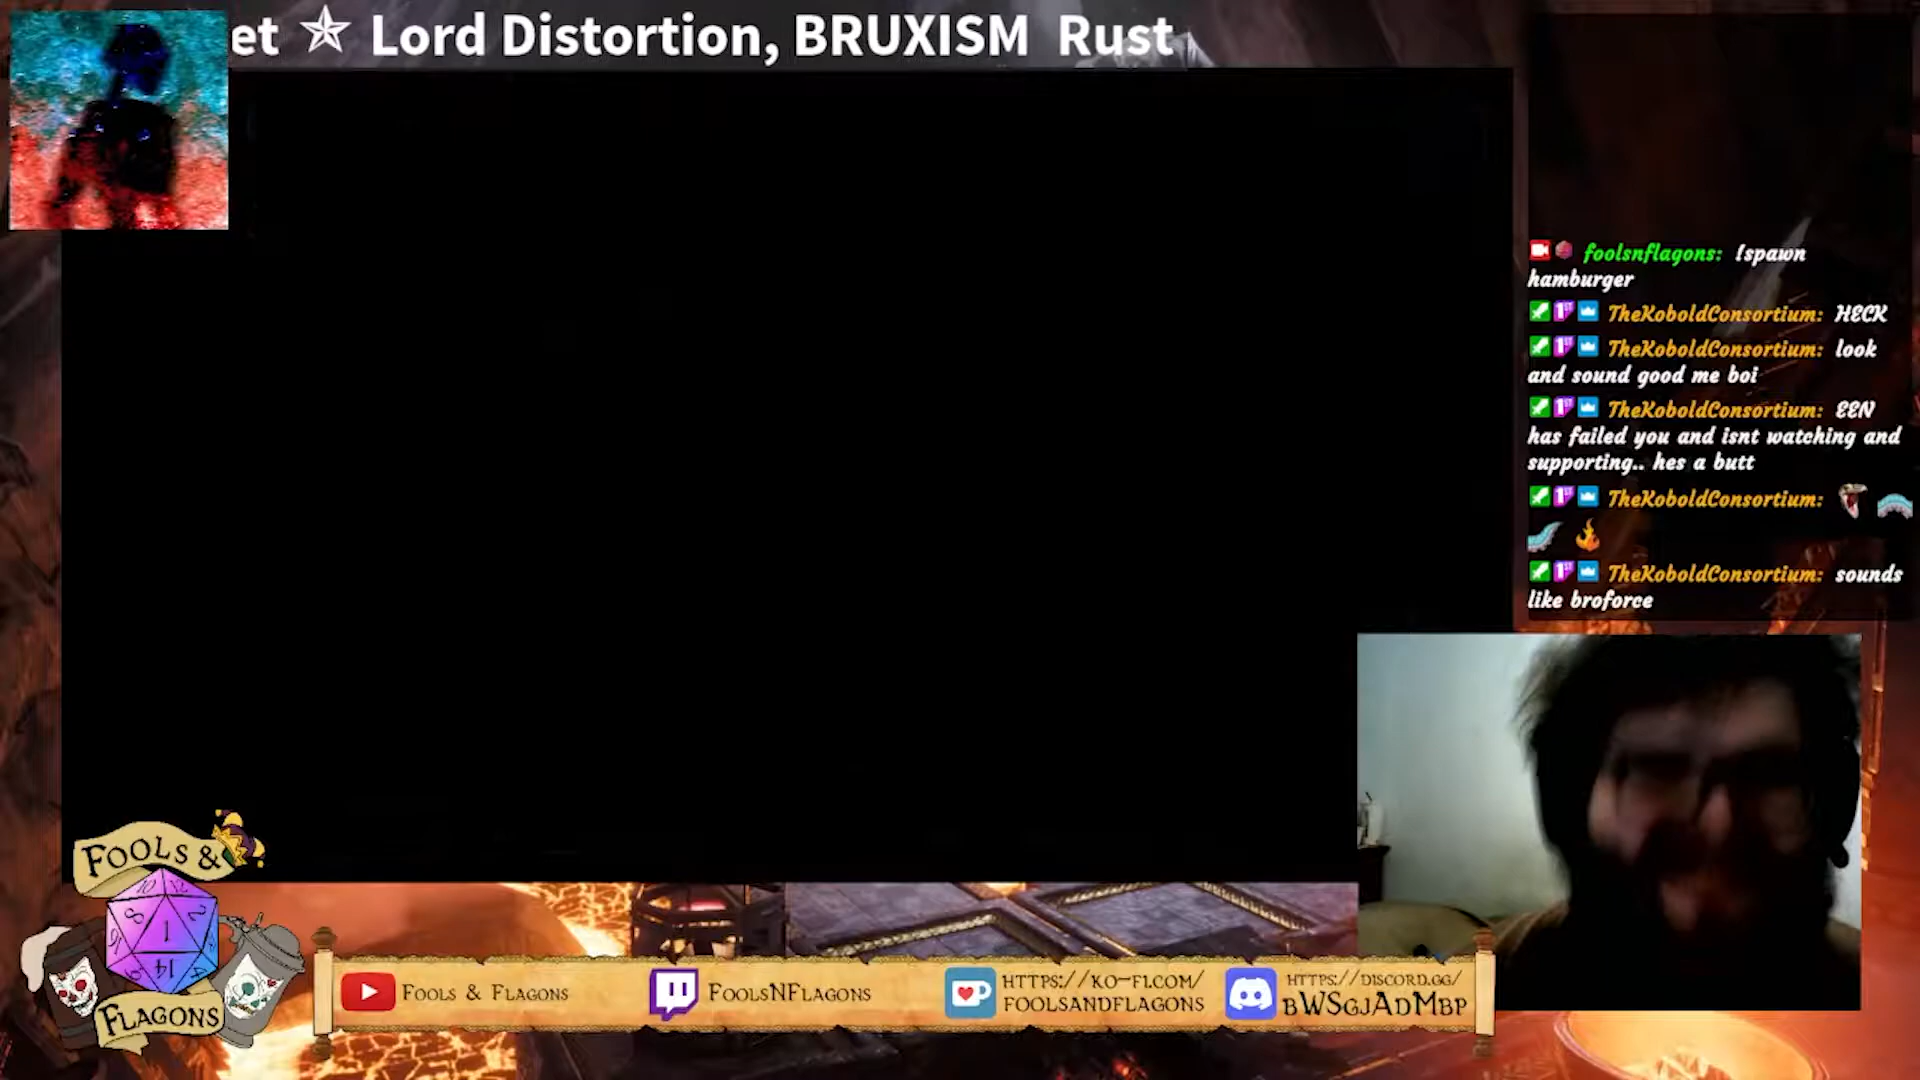 et ☆ Lord Distortion, BRUXISM Rust
foolsnflagons: !spawn
hamburger
TheKoboldConsortium: HECK
TheKoboldConsortium: look
and sound good me boi
TheKoboldConsortium: EEN
has failed you and isnt watching and
supporting.. hes a butt
TheKoboldConsortium:
TheKoboldConsortium: sounds
like broforce
FOOLS &
FLAGONS
1
14
FOOLS & FLAGONS
FOOLSNFLAGONS
HTTPS://KO-FI.COM/
FOOLSANDFLAGONS
HTTPS://DISCORD.GG/
BWSGJADMBP